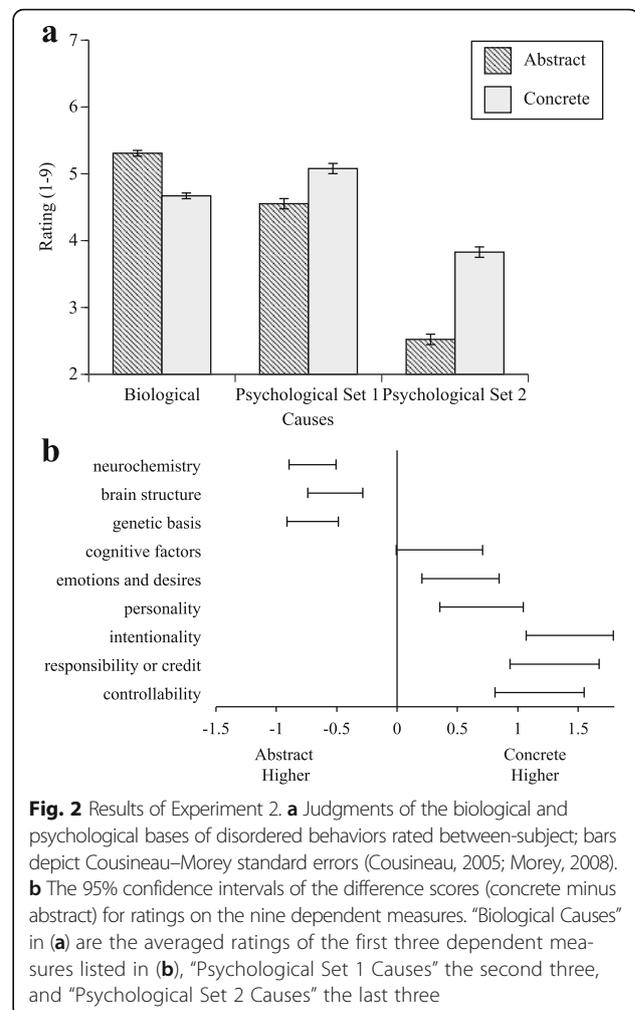 a
7
6
5
4
3
2
Rating (1-9)
Abstract
Concrete
Biological
Psychological Set 1
Psychological Set 2
Causes
b
neurochemistry
brain structure
genetic basis
cognitive factors
emotions and desires
personality
intentionality
responsibility or credit
controllability
-1.5
-1
-0.5
0
0.5
1
1.5
Abstract
Higher
Concrete
Higher
Fig. 2 Results of Experiment 2. a Judgments of the biological and
psychological bases of disordered behaviors rated between-subject; bars
depict Cousineau–Morey standard errors (Cousineau, 2005; Morey, 2008).
b The 95% confidence intervals of the difference scores (concrete minus
abstract) for ratings on the nine dependent measures. “Biological Causes”
in (a) are the averaged ratings of the first three dependent mea-
sures listed in (b), “Psychological Set 1 Causes” the second three,
and “Psychological Set 2 Causes” the last three